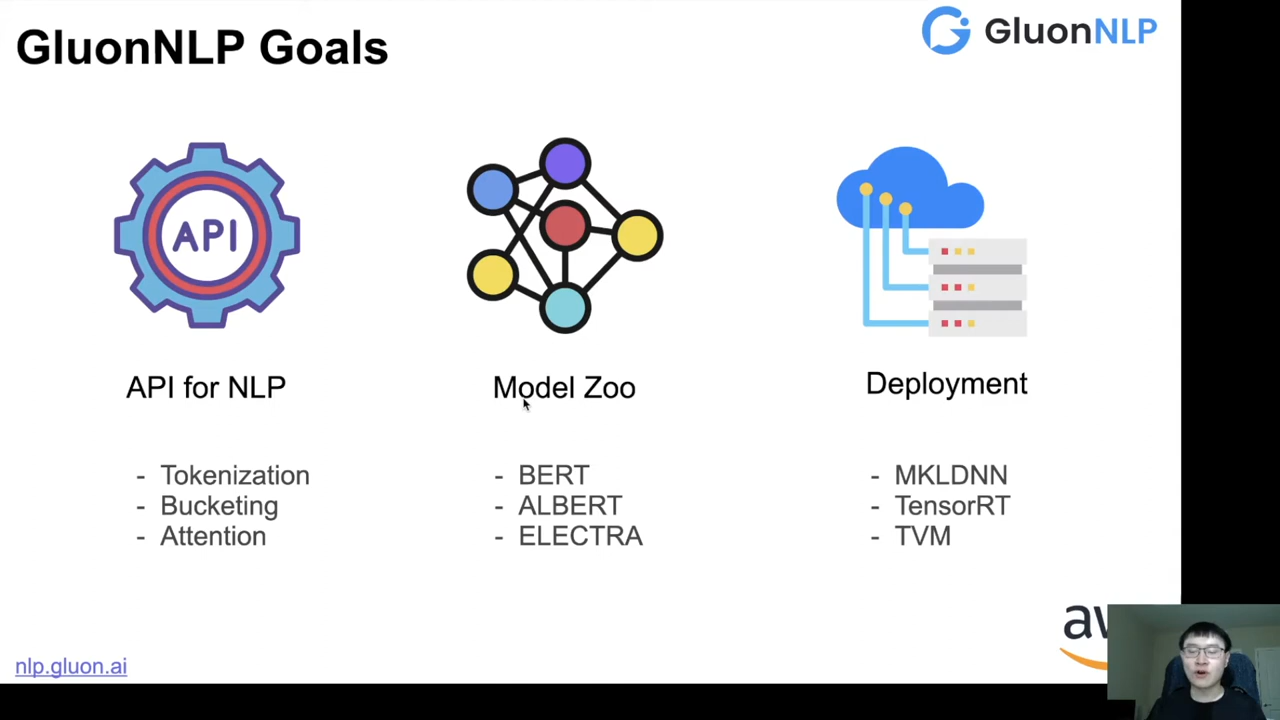 GluonNLP Goals
GluonNLP
API
API for NLP
Model Zoo
Deployment
- Tokenization
- Bucketing
- Attention
- BERT
- ALBERT
- ELECTRA
- MKLDNN
- TensorRT
- TVM
nlp.gluon.ai